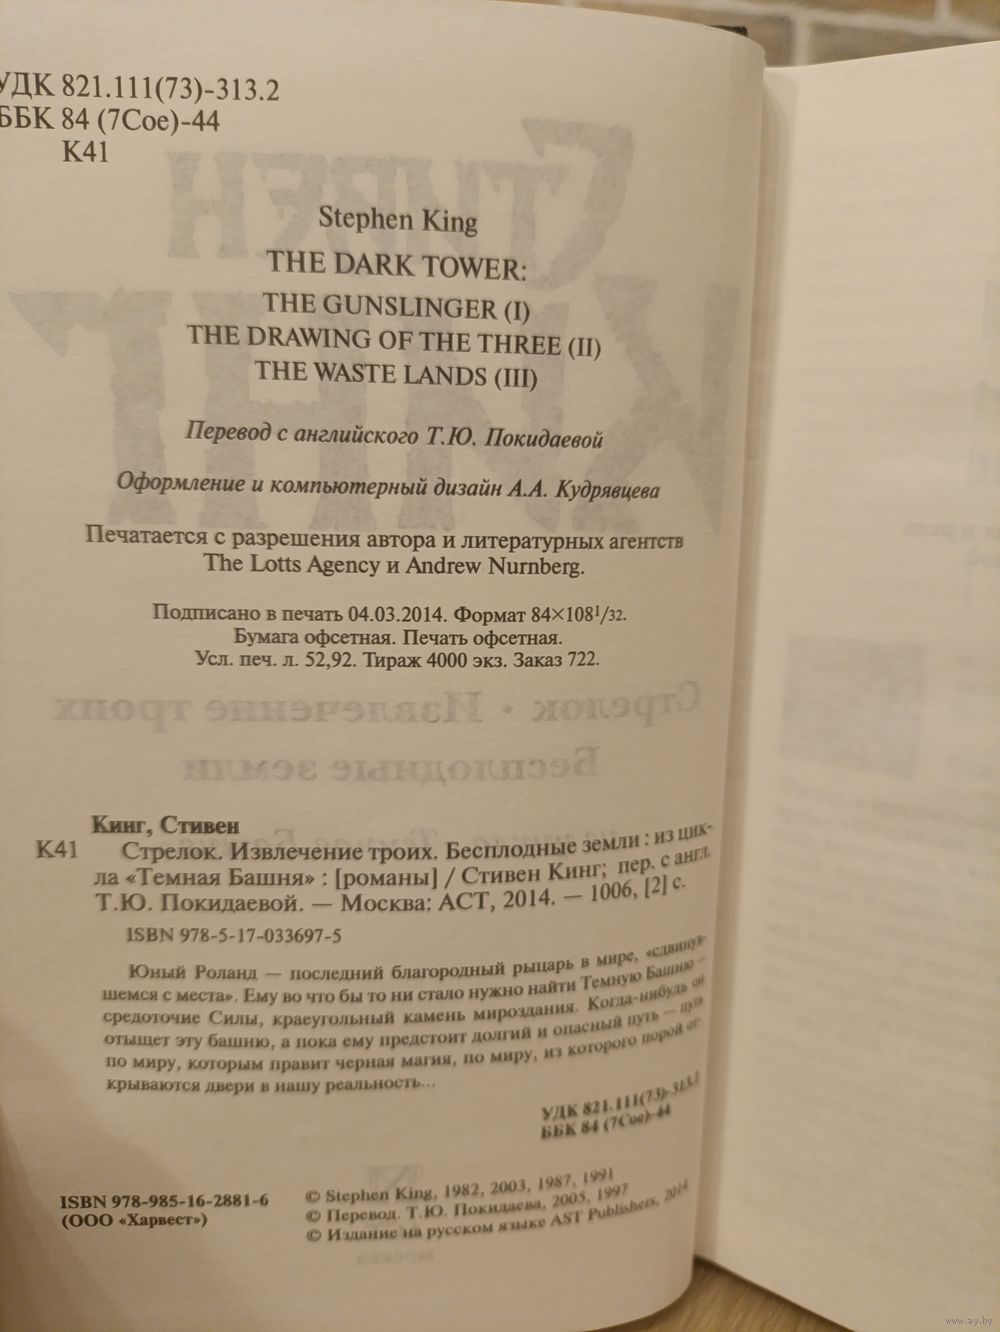 УДК 821.111(73)-313.2
ББК 84 (7Сое)-44
К41
Stephen King
THE DARK TOWER:
THE GUNSLINGER (I)
THE DRAWING OF THE THREE (II)
THE WASTE LANDS (III)
Перевод с английского Т.Ю. Покидаевой
Оформление и компьютерный дизайн А.А. Кудрявцева
Печатается с разрешения автора и литературных агентств
The Lotts Agency и Andrew Nurnberg.
Подписано в печать 04.03.2014. Формат 84×108¹/32.
Бумага офсетная. Печать офсетная.
Усл. печ. л. 52,92. Тираж 4000 экз. Заказ 722.
Кинг, Стивен
К41 Стрелок. Извлечение троих. Бесплодные земли : из цик-
ла «Темная Башня» : [романы] / Стивен Кинг; пер. с англ.
Т.Ю. Покидаевой. — Москва: АСТ, 2014. — 1006, [2] с.
ISBN 978-5-17-033697-5
Юный Роланд — последний благородный рыцарь в мире, «сдвинув-
шемся с места». Ему во что бы то ни стало нужно найти Темную Башню —
средоточие Силы, краеугольный камень мироздания. Когда-нибудь он
отыщет эту башню, а пока ему предстоит долгий и опасный путь — путь
по миру, которым правит черная магия, по миру, из которого порой от-
крываются двери в нашу реальность...
УДК 821.111(73)-313.2
ББК 84 (7Сое)-44
ISBN 978-985-16-2881-6
(ООО «Харвест»)
© Stephen King, 1982, 2003, 1987, 1991
© Перевод. Т.Ю. Покидаева, 2005, 1997
© Издание на русском языке AST Publishers, 2014
www.ay.by